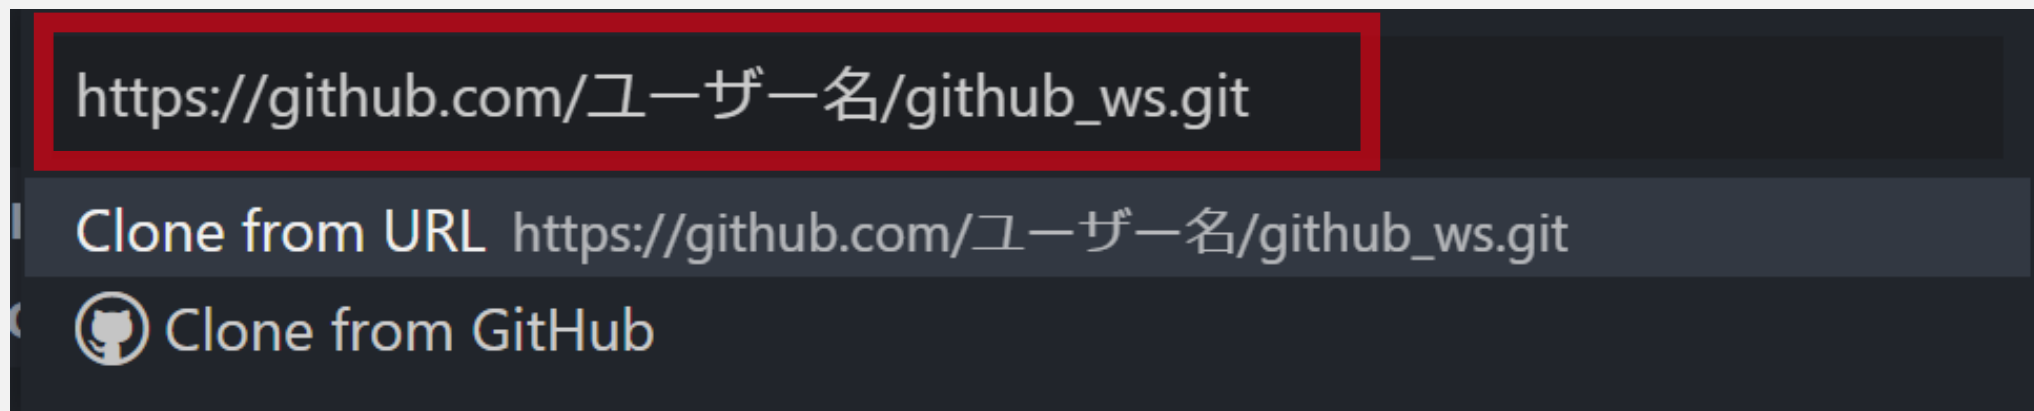 https://github.com/ユーザー名/github_ws.git
Clone from URL https://github.com/ユーザー名/github_ws.git
Clone from GitHub